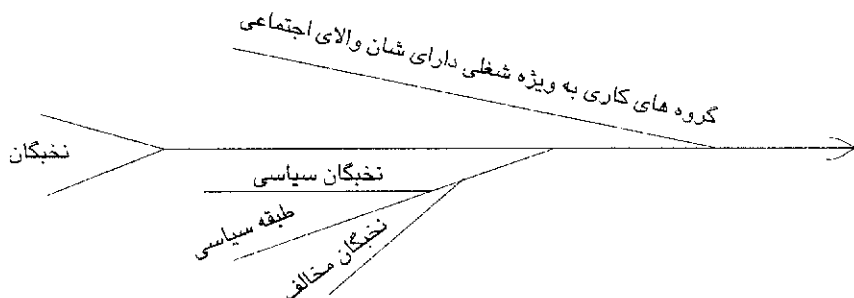 گروه های کاری به ویژه شغلی دارای شان والای اجتماعی
نخبگان
نخبگان سیاسی
طبقه سیاسی
نخبگان مخالف